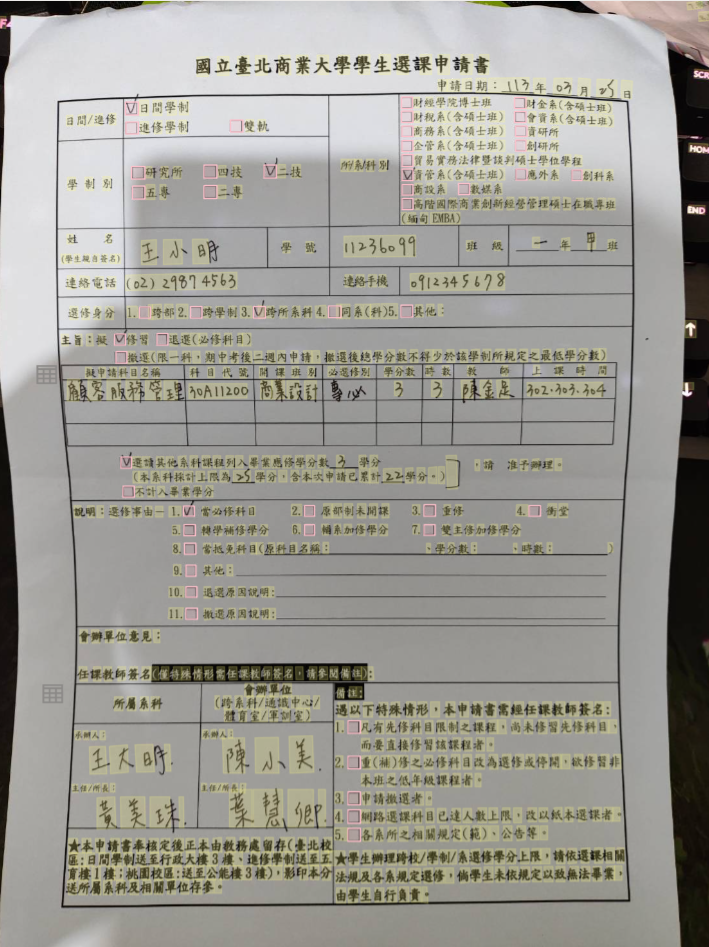 國立臺北商業大學學生選課申請書
申請日期：113年03月25日
日間/進修
☑日間學制
□進修學制 □雙軌
學制別
□研究所 □四技 ☑二技
□五專 □二專
所/系/科別
□財經學院博士班 □財金系(含碩士班)
□財稅系(含碩士班) □會資系(含碩士班)
□商務系(含碩士班) □資研所
□企管系(含碩士班) □創研所
□貿易實務法律暨談判碩士學位學程
☑資管系(含碩士班) □應外系 □創科系
□商設系 □數媒系
□高階國際商業創新經營管理碩士在職專班
(緬甸 EMBA)
姓名
(學生親自簽名)
王小明
學號 11236099 班級 一年甲班
連絡電話 (02) 2987 4563 連絡手機 0912345678
選修身分 1.□跨部 2.□跨學制 3.☑跨所系科 4.□同系(科) 5.□其他：
主旨：擬 ☑修習 □退選(必修科目)
□撤選(限一科，期中考後二週內申請，撤選後總學分數不得少於該學制所規定之最低學分數)
擬申請科目名稱 科目代號 開課班別 必選修別 學分數 時數 教師 上課時間
顧客服務管理 30A11200 商業設計 專必 3 3 陳金足 302.303.304
☑選讀其他系科課程列入畢業應修學分數3學分
(本系科採計上限為25學分，含本次申請已累計22學分。)
，請 准予辦理。
□不計入畢業學分
說明：選修事由— 1.☑當必修科目 2.□原部制未開課 3.□重修 4.□衝堂
5.□轉學補修學分 6.□輔系加修學分 7.□雙主修加修學分
8.□當抵免科目(原科目名稱： 、學分數： 、時數： )
9.□其他：
10.□退選原因說明：
11.□撤選原因說明：
會辦單位意見：
任課教師簽名(僅特殊情形需任課教師簽名，請參閱備註)：
所屬系科
會辦單位
(跨系科/通識中心/
體育室/軍訓室)
承辦人：
王大明.
承辦人：
陳小美.
主任/所長：
黃美珠.
主任/所長：
葉慧卿.
備註：
遇以下特殊情形，本申請書需經任課教師簽名：
1.□凡有先修科目限制之課程，尚未修習先修科目，
而要直接修習該課程者。
2.□重(補)修之必修科目改為選修或停開，欲修習非
本班之低年級課程者。
3.□申請撤選者。
4.□網路選課科目已達人數上限，改以紙本選課者。
5.□各系所之相關規定(範)、公告等。
★學生辦理跨校/學制/系選修學分上限，請依選課相關
法規及各系規定選修，倘學生未依規定以致無法畢業，
由學生自行負責。
★本申請書奉核定後正本由教務處留存(臺北校
區：日間學制送至行政大樓3樓、進修學制送至五
育樓1樓；桃園校區：送至公能樓3樓)，影印本分
送所屬系科及相關單位存參。
F4
SCR
HOM
END